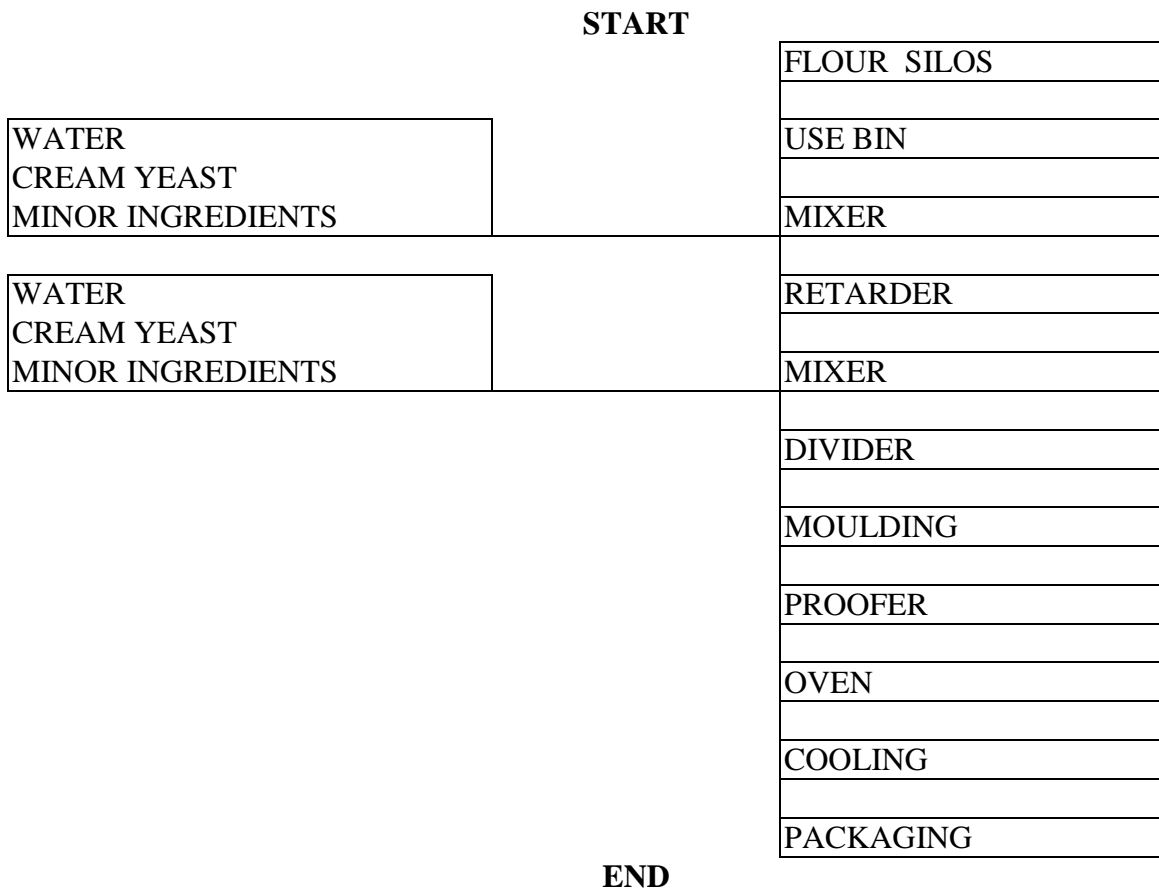 START
FLOUR SILOS
WATER
USE BIN
CREAM YEAST
MINOR INGREDIENTS
MIXER
WATER
RETARDER
CREAM YEAST
MINOR INGREDIENTS
MIXER
DIVIDER
MOULDING
PROOFER
OVEN
COOLING
PACKAGING
END